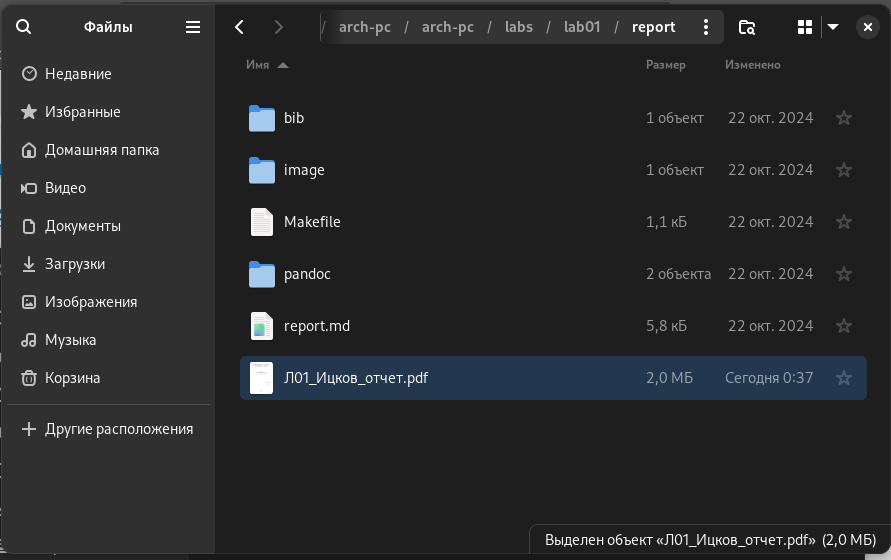 Файлы
/ arch-pc / arch-pc / labs / lab01 / report
Недавние
Избранные
Домашняя папка
Видео
Документы
Загрузки
Изображения
Музыка
Корзина
Другие расположения
Имя Размер Изменено
bib 1 объект 22 окт. 2024
image 1 объект 22 окт. 2024
Makefile 1,1 кБ 22 окт. 2024
pandoc 2 объекта 22 окт. 2024
report.md 5,8 кБ 22 окт. 2024
Л01_Ицков_отчет.pdf 2,0 МБ Сегодня 0:37
Выделен объект «Л01_Ицков_отчет.pdf» (2,0 МБ)